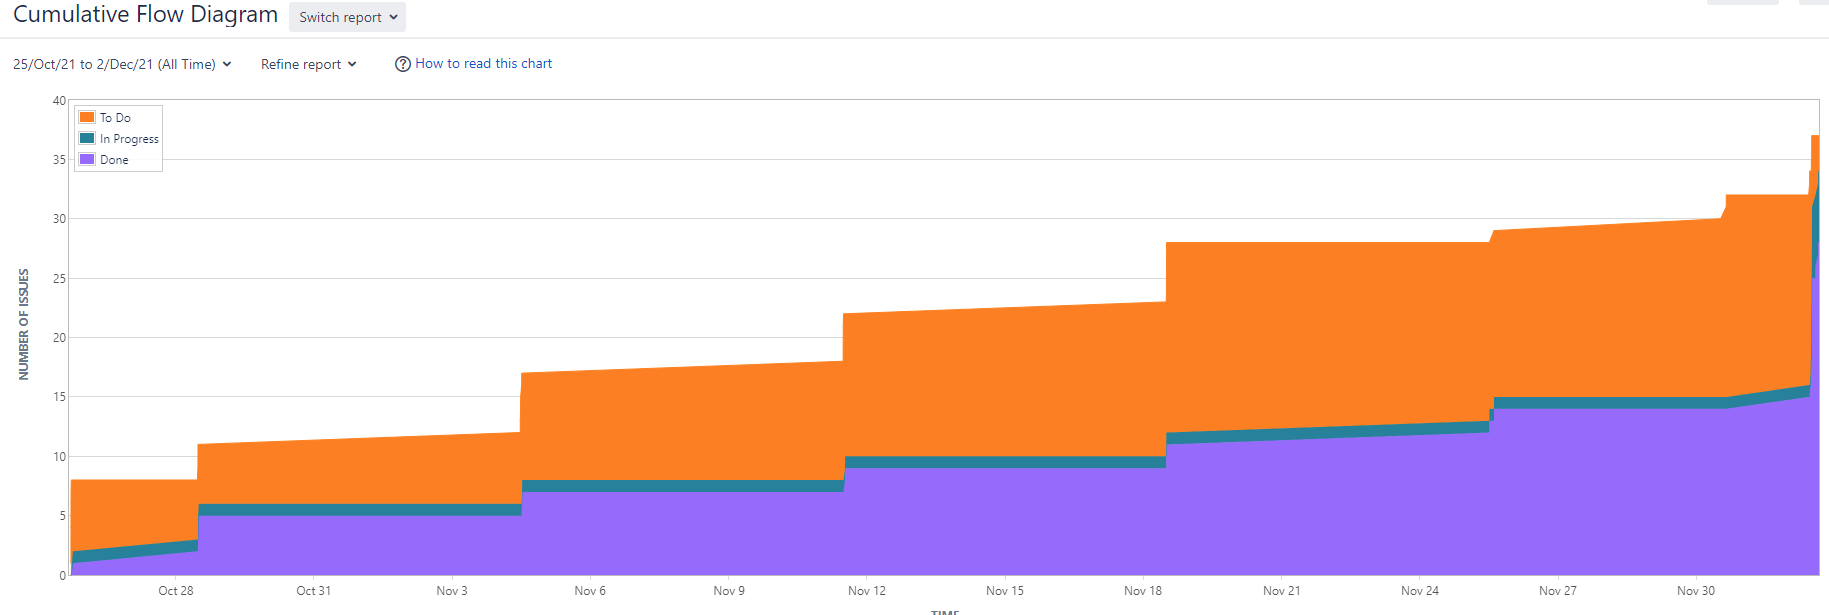 Cumulative Flow Diagram
Switch report
25/Oct/21 to 2/Dec/21 (All Time)
Refine report
? How to read this chart
40
35
30
25
20
15
10
5
0
NUMBER OF ISSUES
To Do
In Progress
Done
Oct 28 Oct 31 Nov 3 Nov 6 Nov 9 Nov 12 Nov 15 Nov 18 Nov 21 Nov 24 Nov 27 Nov 30
TIME